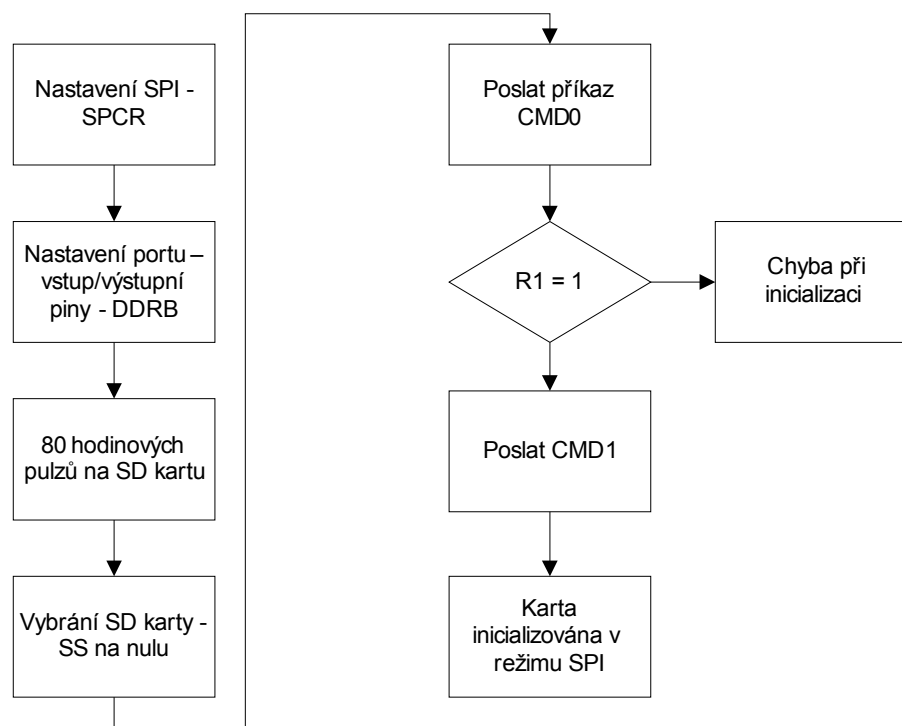 Nastavení SPI -
SPCR
Nastavení portu –
vstup/výstupní
piny - DDRB
80 hodinových
pulzů na SD kartu
Vybrání SD karty -
SS na nulu
Poslat příkaz
CMD0
R1 = 1
Chyba při
inicializaci
Poslat CMD1
Karta
inicializována v
režimu SPI